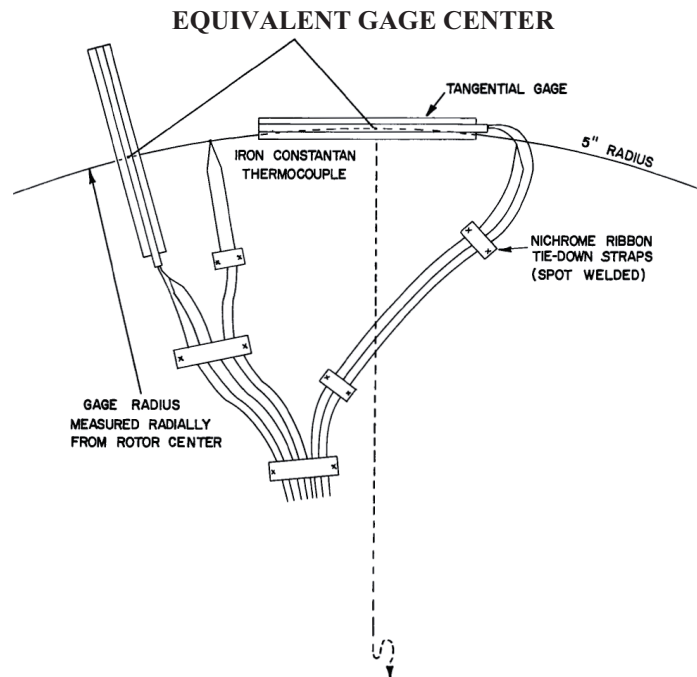 EQUIVALENT GAGE CENTER
TANGENTIAL GAGE
5" RADIUS
IRON CONSTANTAN
THERMOCOUPLE
NICHROME RIBBON
TIE-DOWN STRAPS
(SPOT WELDED)
GAGE RADIUS
MEASURED RADIALLY
FROM ROTOR CENTER